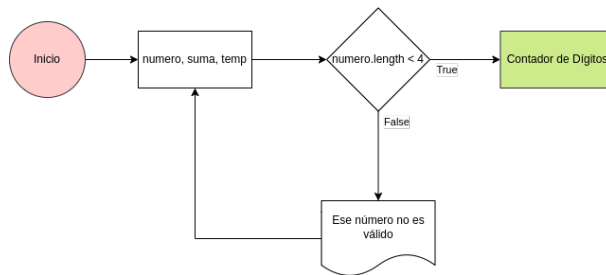 Inicio
numero, suma, temp
numero.length < 4
True
Contador de Dígitos
False
Ese número no es
válido